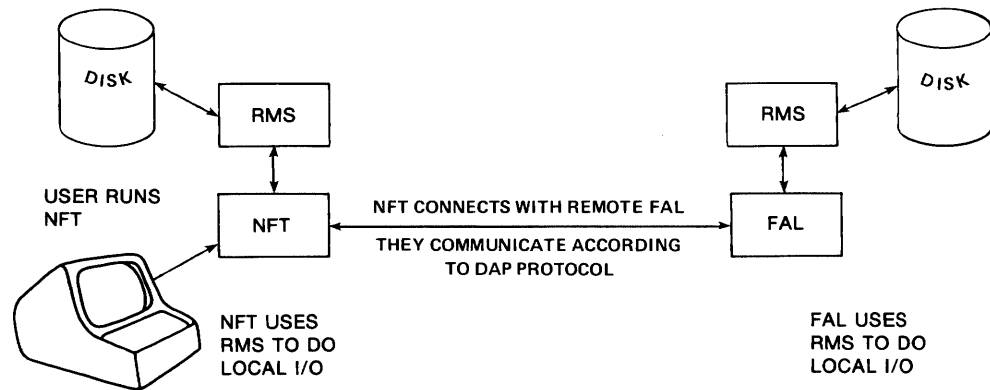 DISK
RMS
RMS
DISK
USER RUNS
NFT
NFT
NFT CONNECTS WITH REMOTE FAL
THEY COMMUNICATE ACCORDING
TO DAP PROTOCOL
FAL
NFT USES
RMS TO DO
LOCAL I/O
FAL USES
RMS TO DO
LOCAL I/O